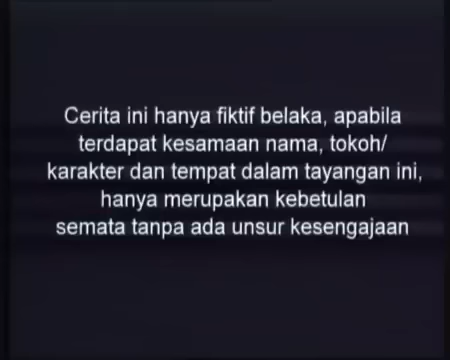 Cerita ini hanya fiktif belaka, apabila
terdapat kesamaan nama, tokoh/
karakter dan tempat dalam tayangan ini,
hanya merupakan kebetulan
semata tanpa ada unsur kesengajaan